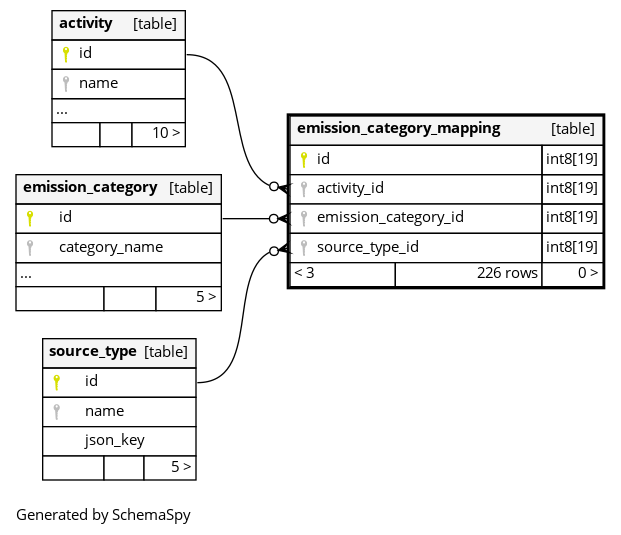 activity [table]
id
name
...
10 >
emission_category [table]
id
category_name
...
5 >
source_type [table]
id
name
json_key
5 >
emission_category_mapping [table]
id int8[19]
activity_id int8[19]
emission_category_id int8[19]
source_type_id int8[19]
< 3 226 rows 0 >
Generated by SchemaSpy